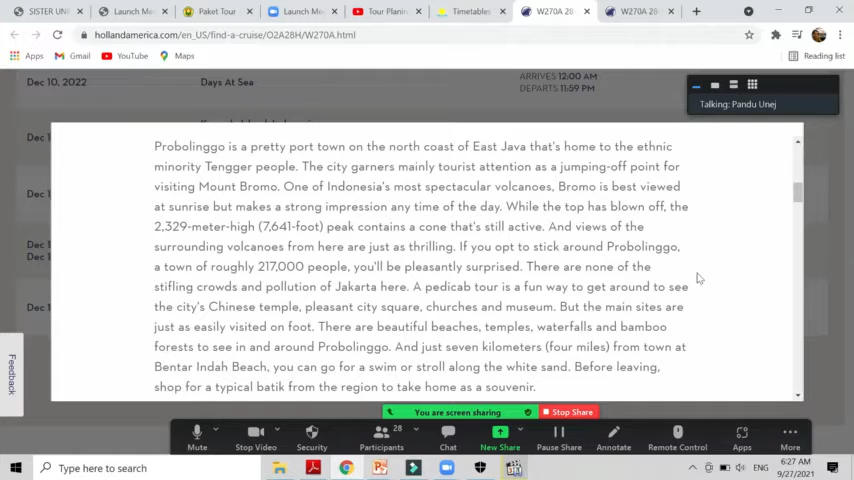 SISTER UN
Launch Me
Paket Tour
Launch Mee
Tour Planin
Timetables
W270A 28
W270A 28
hollandamerica.com/en_US/find-a-cruise/O2A28H/W270A.html
Apps
Gmail
YouTube
Maps
Reading list
Dec 10, 2022
Days At Sea
ARRIVES 12:00 AM
DEPARTS 11:59 PM
Talking: Pandu Unej
Dec 1
Probolinggo is a pretty port town on the north coast of East Java that's home to the ethnic
minority Tengger people. The city garners mainly tourist attention as a jumping-off point for
visiting Mount Bromo. One of Indonesia's most spectacular volcanoes, Bromo is best viewed
at sunrise but makes a strong impression any time of the day. While the top has blown off, the
2,329-meter-high (7,641-foot) peak contains a cone that's still active. And views of the
surrounding volcanoes from here are just as thrilling. If you opt to stick around Probolinggo,
a town of roughly 217,000 people, you'll be pleasantly surprised. There are none of the
stifling crowds and pollution of Jakarta here. A pedicab tour is a fun way to get around to see
the city's Chinese temple, pleasant city square, churches and museum. But the main sites are
just as easily visited on foot. There are beautiful beaches, temples, waterfalls and bamboo
forests to see in and around Probolinggo. And just seven kilometers (four miles) from town at
Bentar Indah Beach, you can go for a swim or stroll along the white sand. Before leaving,
shop for a typical batik from the region to take home as a souvenir.
Dec 1
Dec 1
Dec 1
Dec 1
Feedback
You are screen sharing
Stop Share
28
Mute
Stop Video
Security
Participants
Chat
New Share
Pause Share
Annotate
Remote Control
Apps
More
Type here to search
ENG
6:27 AM
9/27/2021